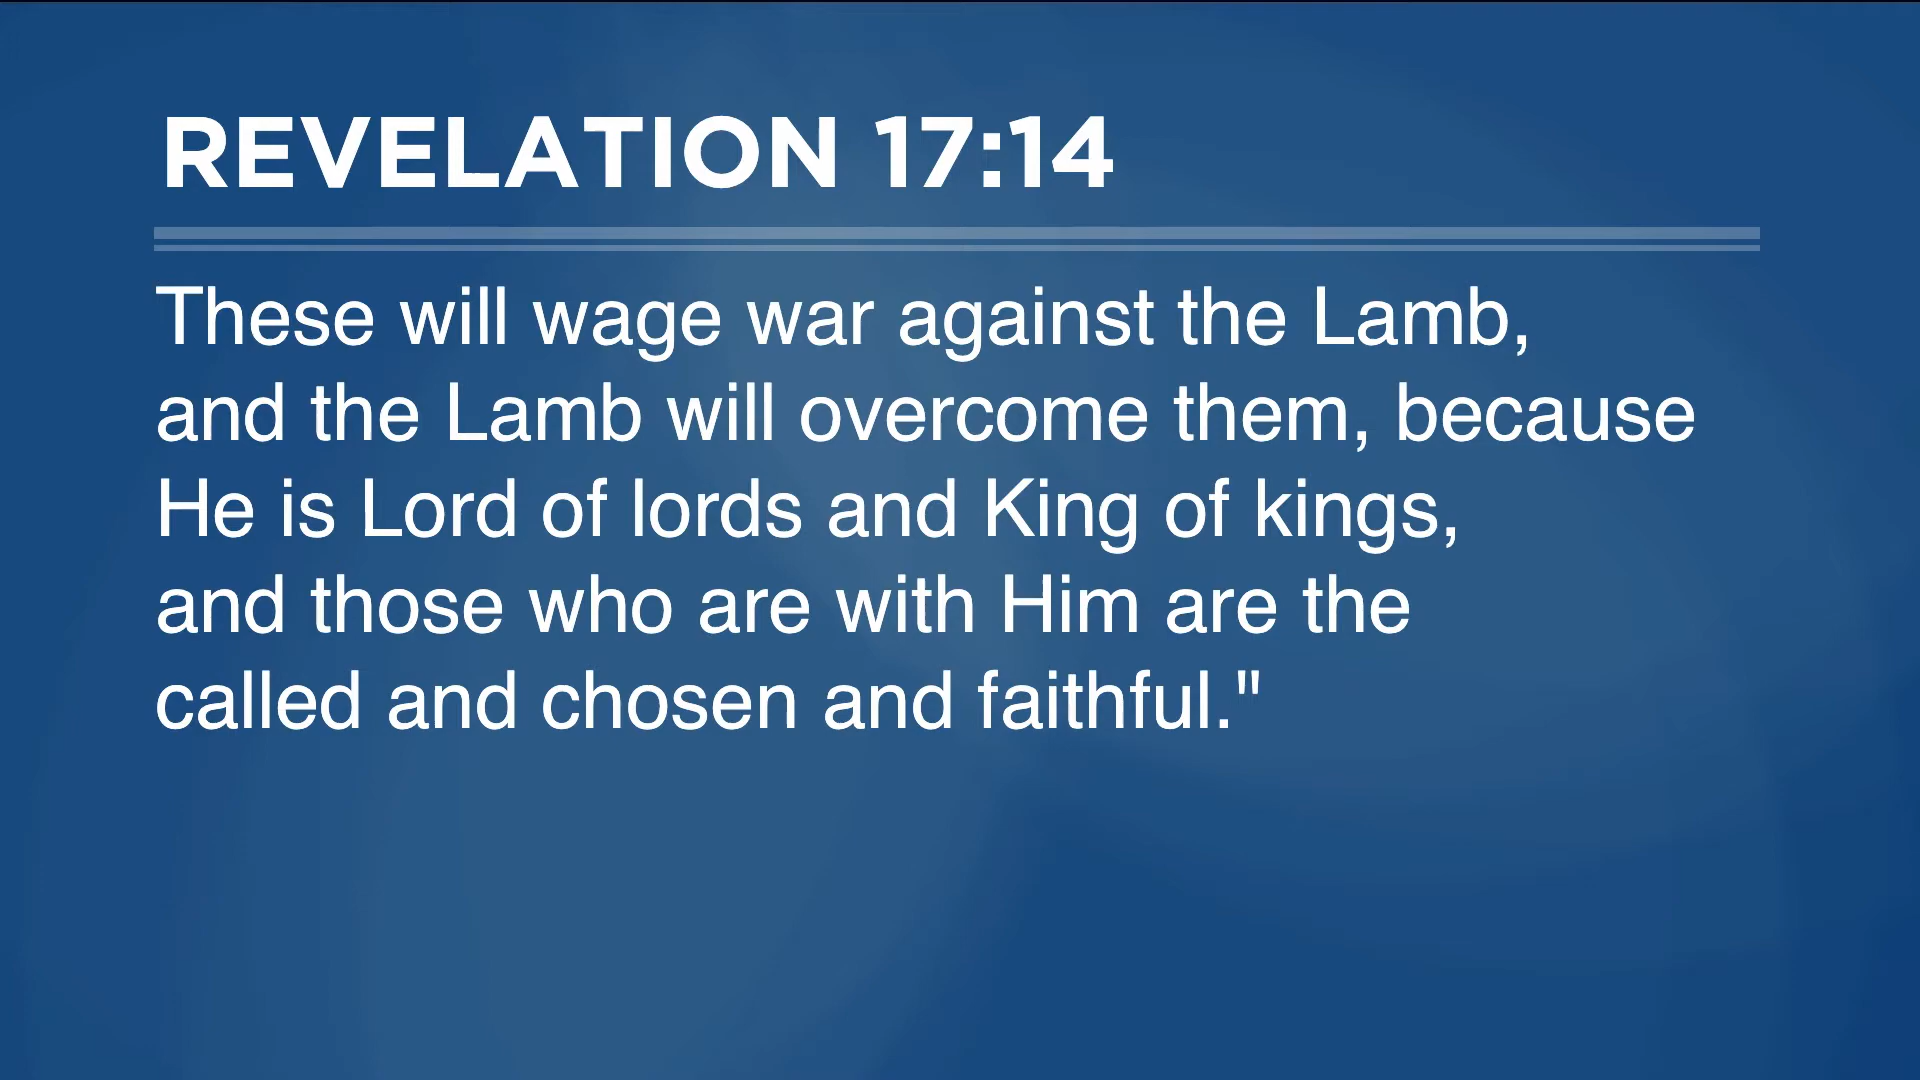 REVELATION 17:14
These will wage war against the Lamb,
and the Lamb will overcome them, because
He is Lord of lords and King of kings,
and those who are with Him are the
called and chosen and faithful."